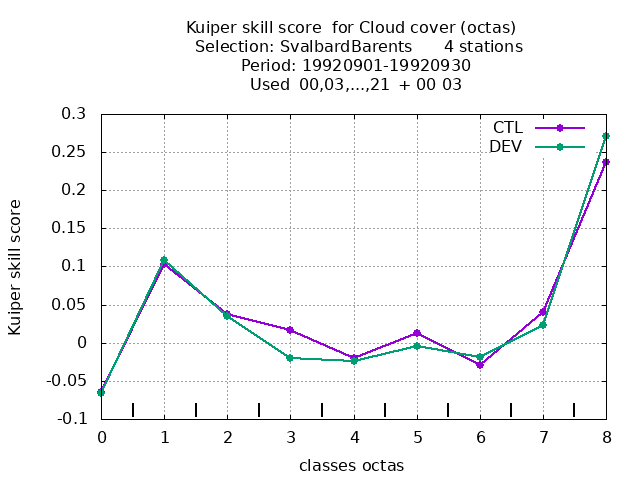 Kuiper skill score  for Cloud cover (octas)
Selection: SvalbardBarents      4 stations
Period: 19920901-19920930
Used  00,03,...,21  + 00 03
CTL
DEV
0.3
0.25
0.2
0.15
0.1
0.05
0
-0.05
-0.1
Kuiper skill score
0 1 2 3 4 5 6 7 8
classes octas